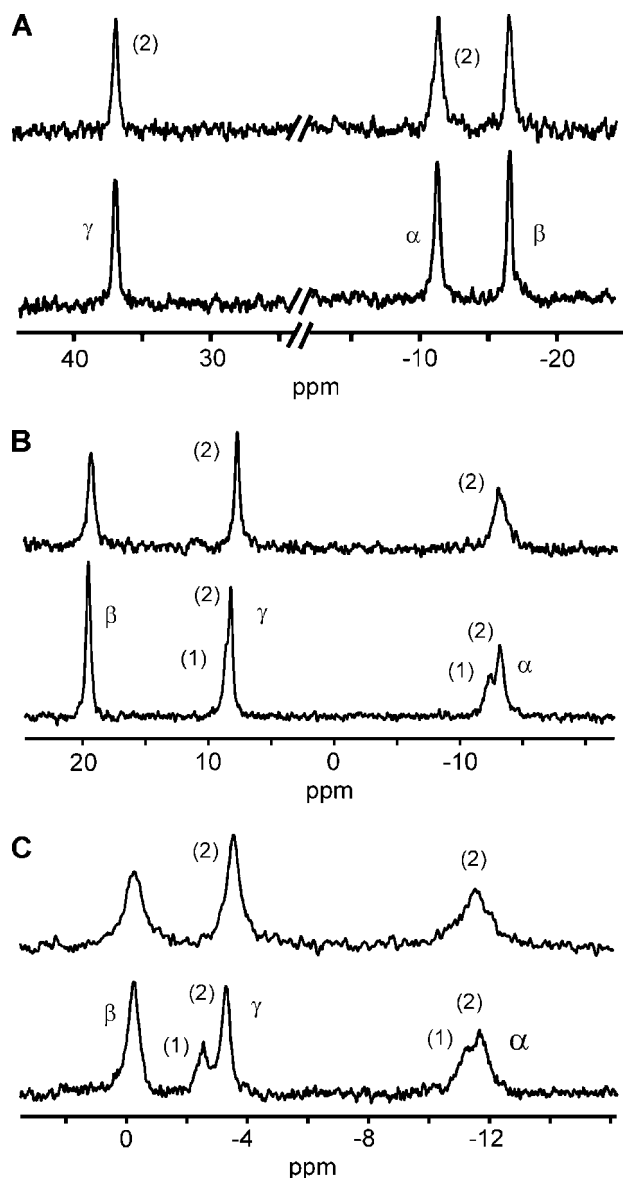 A
(2) (2)
γ α β
40 30 -10 -20
ppm
B
(2) (2)
β (1) (2) γ (1) (2) α
20 10 0 -10
ppm
C
(2) (2)
β (1) (2) γ (1) (2) α
0 -4 -8 -12
ppm